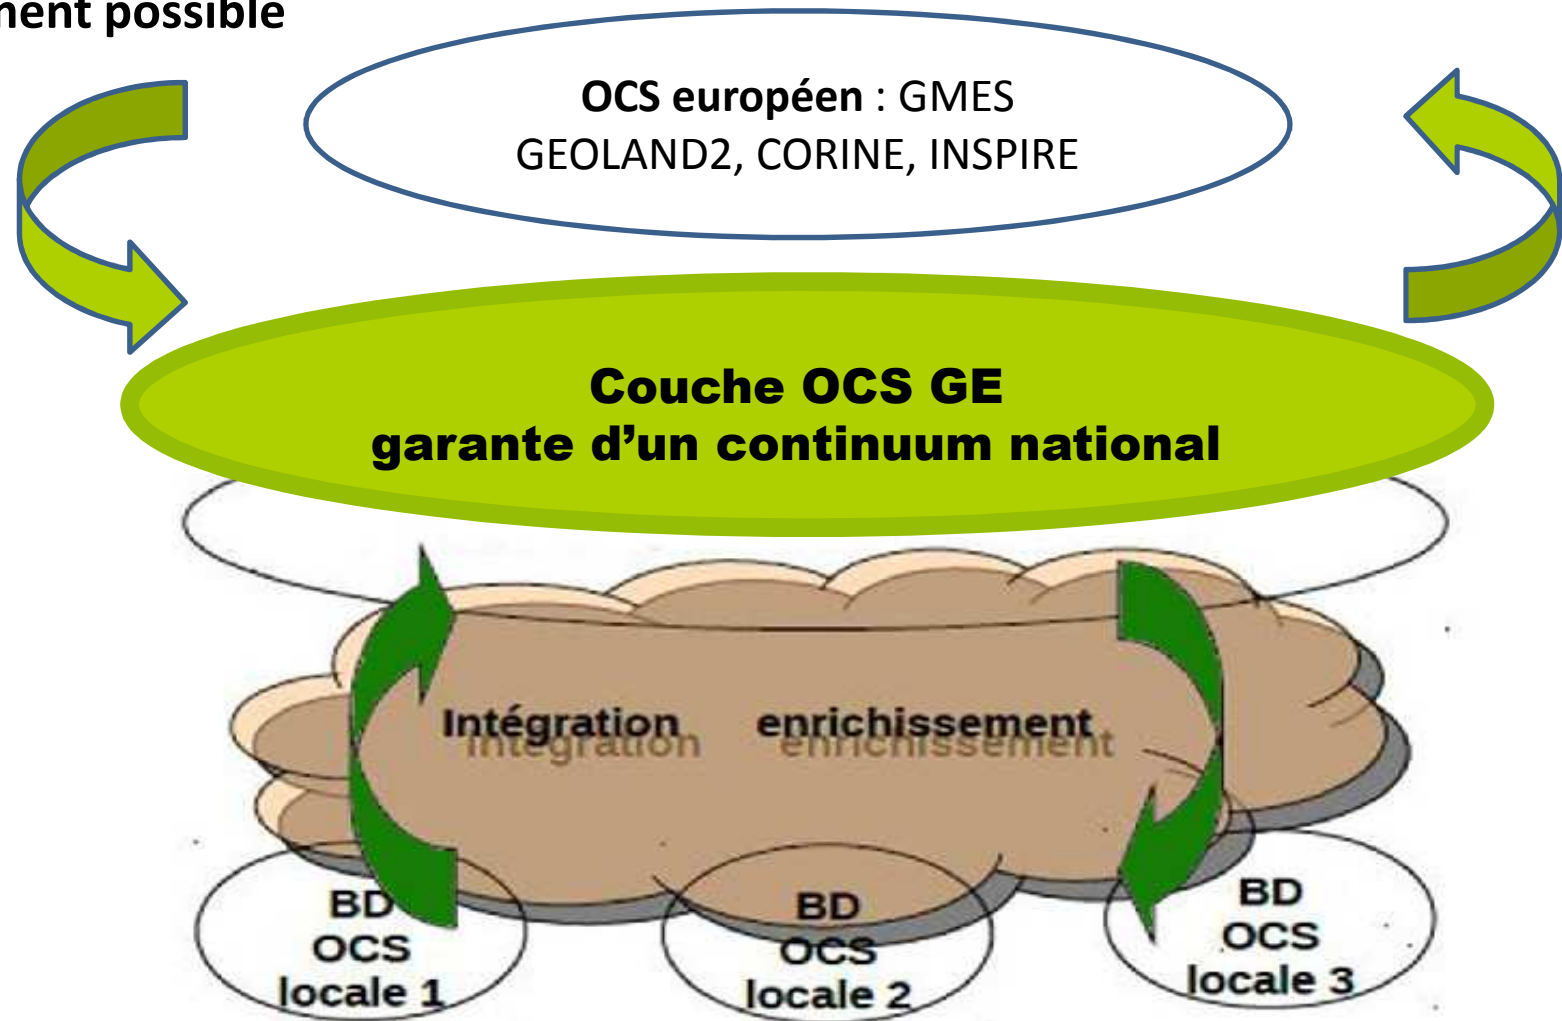 ment possible
OCS européen : GMES
GEOLAND2, CORINE, INSPIRE
Couche OCS GE
garante d’un continuum national
Intégration enrichissement
BD
OCS
locale 1
BD
OCS
locale 2
BD
OCS
locale 3